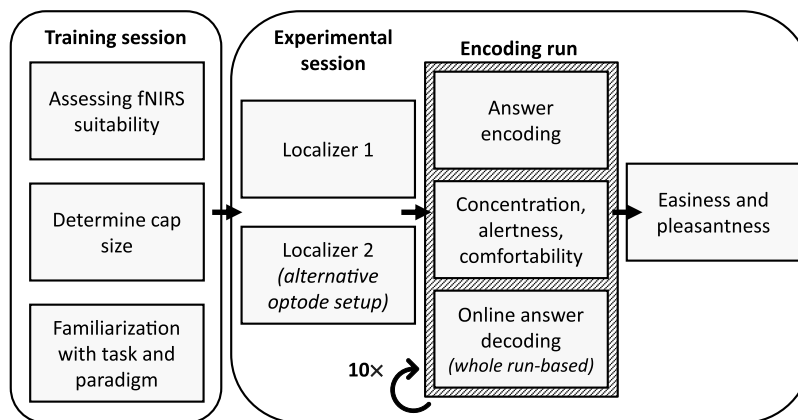 Training session
Assessing fNIRS
suitability
Determine cap
size
Familiarization
with task and
paradigm
Experimental
session
Localizer 1
Localizer 2
(alternative
optode setup)
Encoding run
Answer
encoding
Concentration,
alertness,
comfortability
Online answer
decoding
(whole run-based)
10×
Easiness and
pleasantness